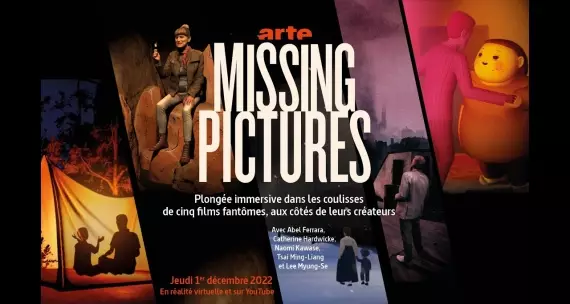 arte
MISSING
PICTURES
Plongée immersive dans les coulisses
de cinq films fantômes, aux côtés de leurs créateurs
Avec Abel Ferrara,
Catherine Hardwicke,
Naomi Kawase,
Tsai Ming-Liang
et Lee Myung-Se
Jeudi 1er décembre 2022
En réalité virtuelle et sur YouTube